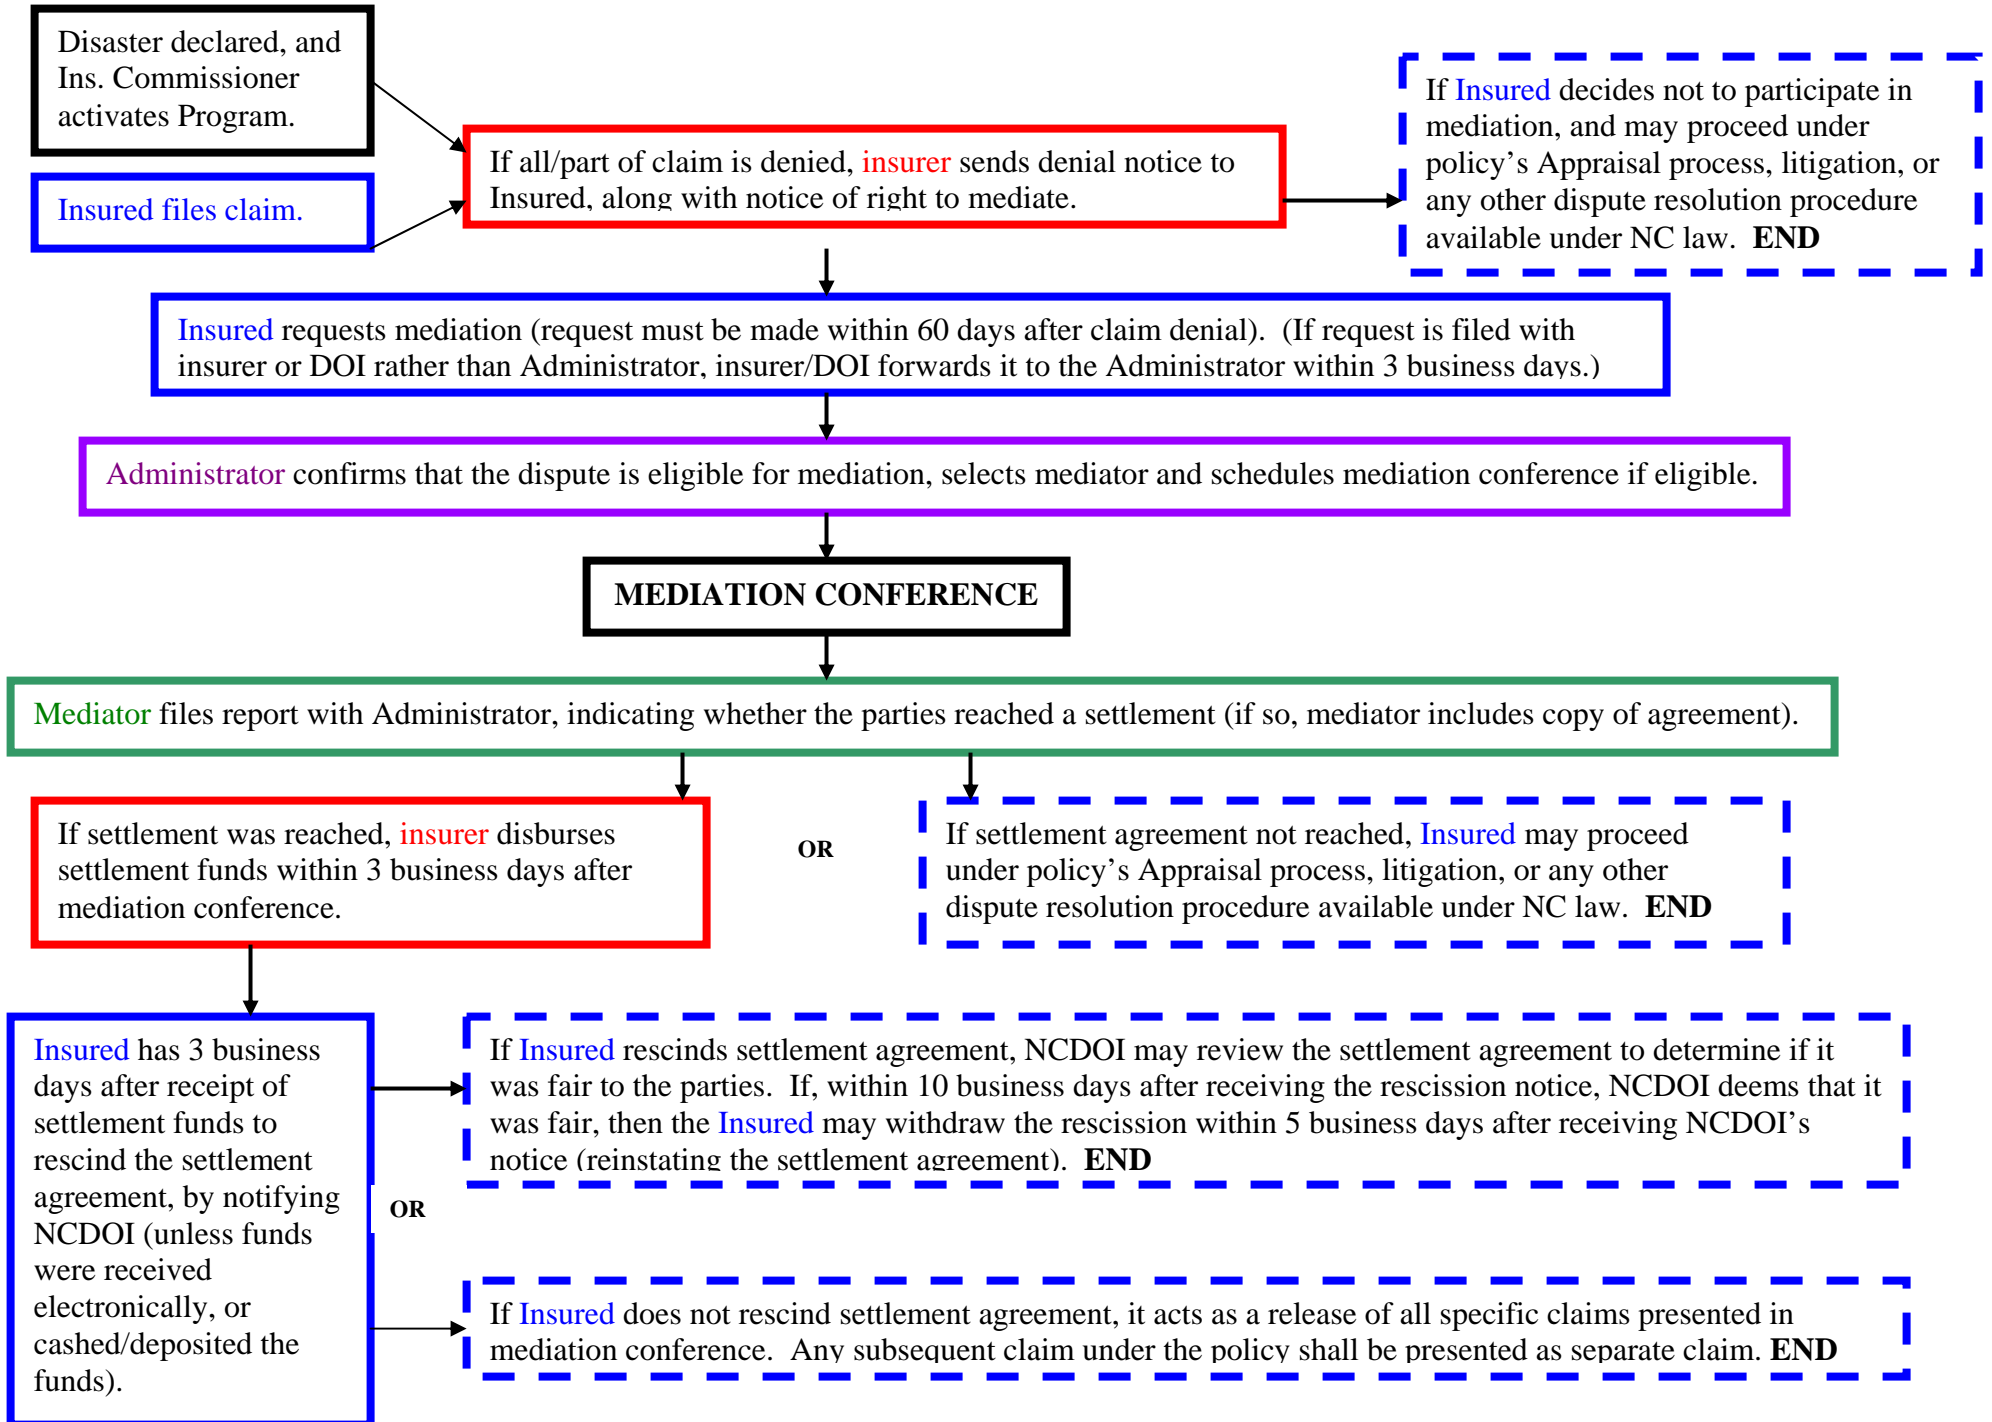 Disaster declared, and
Ins. Commissioner
activates Program.
Insured files claim.
If all/part of claim is denied, insurer sends denial notice to
Insured, along with notice of right to mediate.
If Insured decides not to participate in
mediation, and may proceed under
policy’s Appraisal process, litigation, or
any other dispute resolution procedure
available under NC law.  END
Insured requests mediation (request must be made within 60 days after claim denial).  (If request is filed with
insurer or DOI rather than Administrator, insurer/DOI forwards it to the Administrator within 3 business days.)
Administrator confirms that the dispute is eligible for mediation, selects mediator and schedules mediation conference if eligible.
MEDIATION CONFERENCE
Mediator files report with Administrator, indicating whether the parties reached a settlement (if so, mediator includes copy of agreement).
If settlement was reached, insurer disburses
settlement funds within 3 business days after
mediation conference.
OR
If settlement agreement not reached, Insured may proceed
under policy’s Appraisal process, litigation, or any other
dispute resolution procedure available under NC law.  END
Insured has 3 business
days after receipt of
settlement funds to
rescind the settlement
agreement, by notifying
NCDOI (unless funds
were received
electronically, or
cashed/deposited the
funds).
If Insured rescinds settlement agreement, NCDOI may review the settlement agreement to determine if it
was fair to the parties.  If, within 10 business days after receiving the rescission notice, NCDOI deems that it
was fair, then the Insured may withdraw the rescission within 5 business days after receiving NCDOI’s
notice (reinstating the settlement agreement).  END
OR
If Insured does not rescind settlement agreement, it acts as a release of all specific claims presented in
mediation conference.  Any subsequent claim under the policy shall be presented as separate claim. END